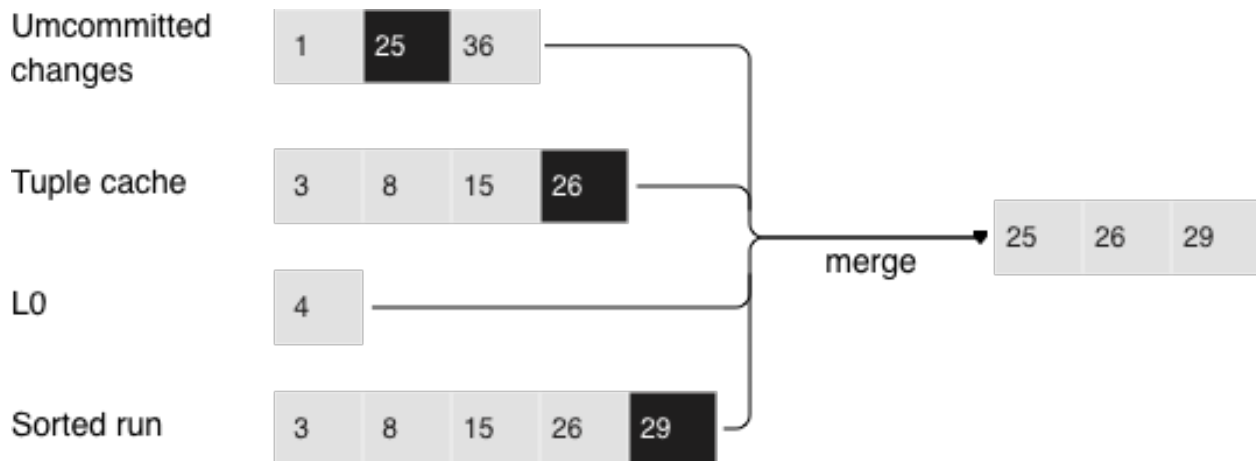 Umcommitted
changes
1 25 36
Tuple cache
3 8 15 26
L0
4
Sorted run
3 8 15 26 29
merge
25 26 29